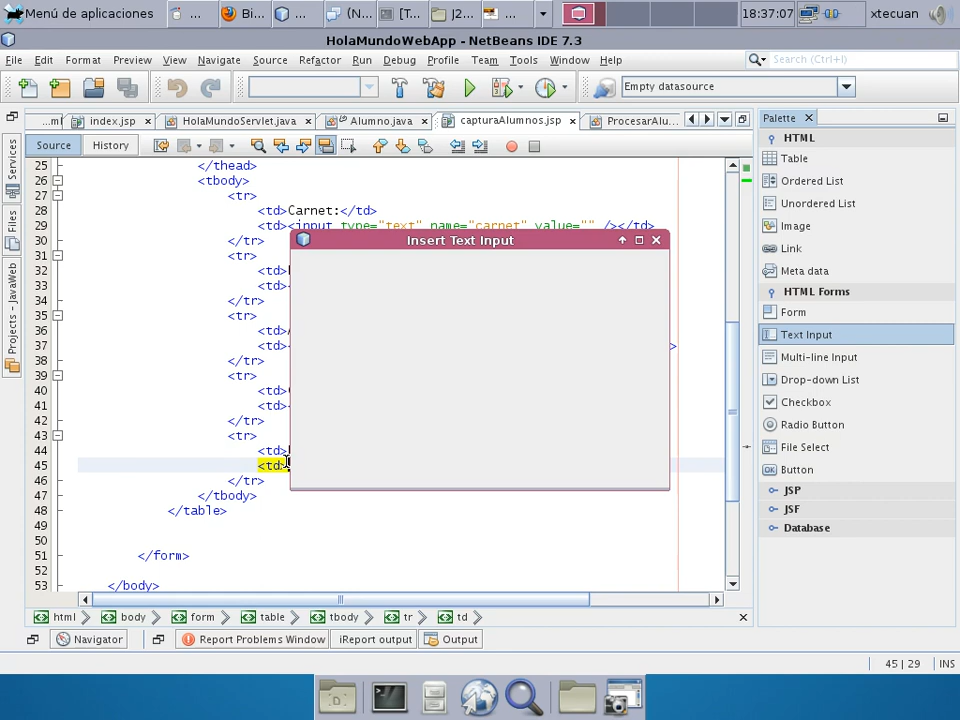 Menú de aplicaciones ... Bi... ... (N... [T... J2... ... 18:37:07 xtecuan
HolaMundoWebApp - NetBeans IDE 7.3
File Edit Format Preview View Navigate Source Refactor Run Debug Profile Team Tools Window Help Search (Ctrl+I)
Empty datasource
...ml index.jsp HolaMundoServlet.java Alumno.java capturaAlumnos.jsp ProcesarAlu...
Source History
Services
Files
Projects - JavaWeb
25 </thead>
26 <tbody>
27 <tr>
28 <td>Carnet:</td>
29 <td><input type="text" name="carnet" value="" /></td>
30 </tr>
31 <tr>
32 <td>
33 <td>
34 </tr>
35 <tr>
36 <td>
37 <td> >
38 </tr>
39 <tr>
40 <td>
41 <td>
42 </tr>
43 <tr>
44 <td>
45 <td>
46 </tr>
47 </tbody>
48 </table>
49
50
51 </form>
52
53 </body>
Insert Text Input
html body form table tbody tr td
Navigator Report Problems Window iReport output Output
45 | 29 INS
Palette
HTML
Table
Ordered List
Unordered List
Image
Link
Meta data
HTML Forms
Form
Text Input
Multi-line Input
Drop-down List
Checkbox
Radio Button
File Select
Button
JSP
JSF
Database